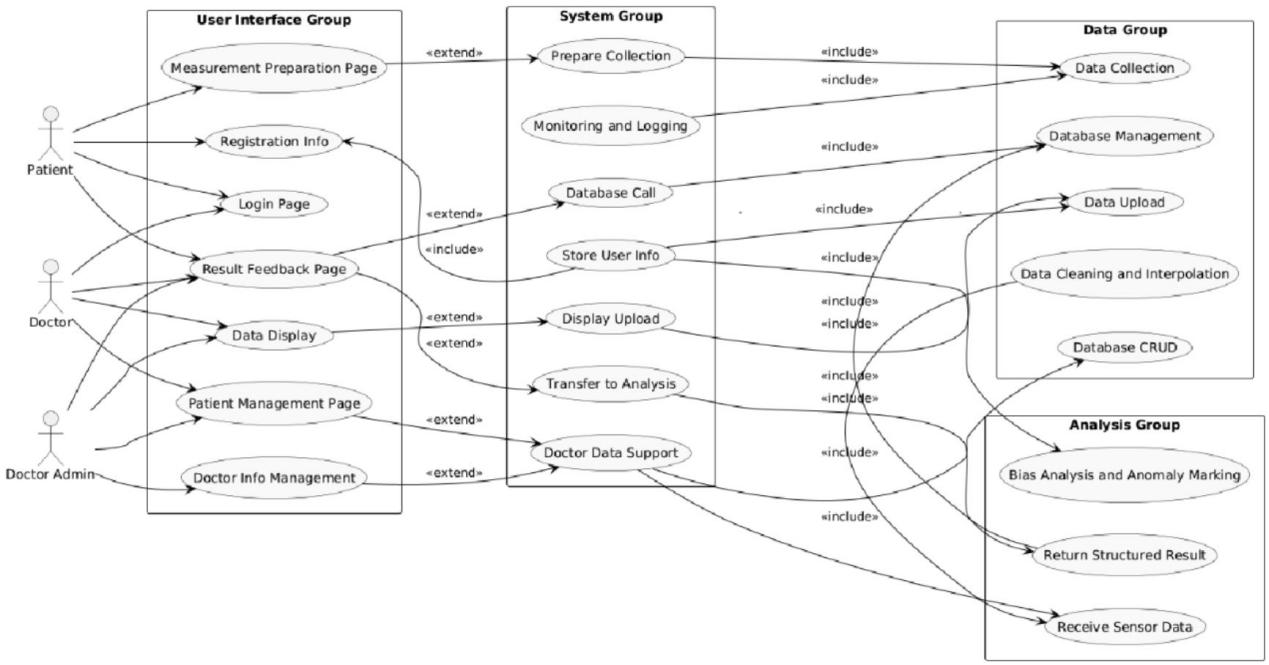 User Interface Group
System Group
Data Group
Measurement Preparation Page
«extend»
Prepare Collection
«include»
Data Collection
«include»
Patient
Registration Info
Monitoring and Logging
Database Management
«include»
Login Page
«extend»
Database Call
«include»
Data Upload
Result Feedback Page
«include»
Store User Info
«include»
Data Cleaning and Interpolation
Doctor
Data Display
«extend»
Display Upload
«include»
«include»
Database CRUD
«extend»
Transfer to Analysis
«include»
«include»
Patient Management Page
«extend»
Doctor Data Support
Analysis Group
Doctor Admin
Doctor Info Management
«extend»
«include»
Bias Analysis and Anomaly Marking
«include»
Return Structured Result
Receive Sensor Data